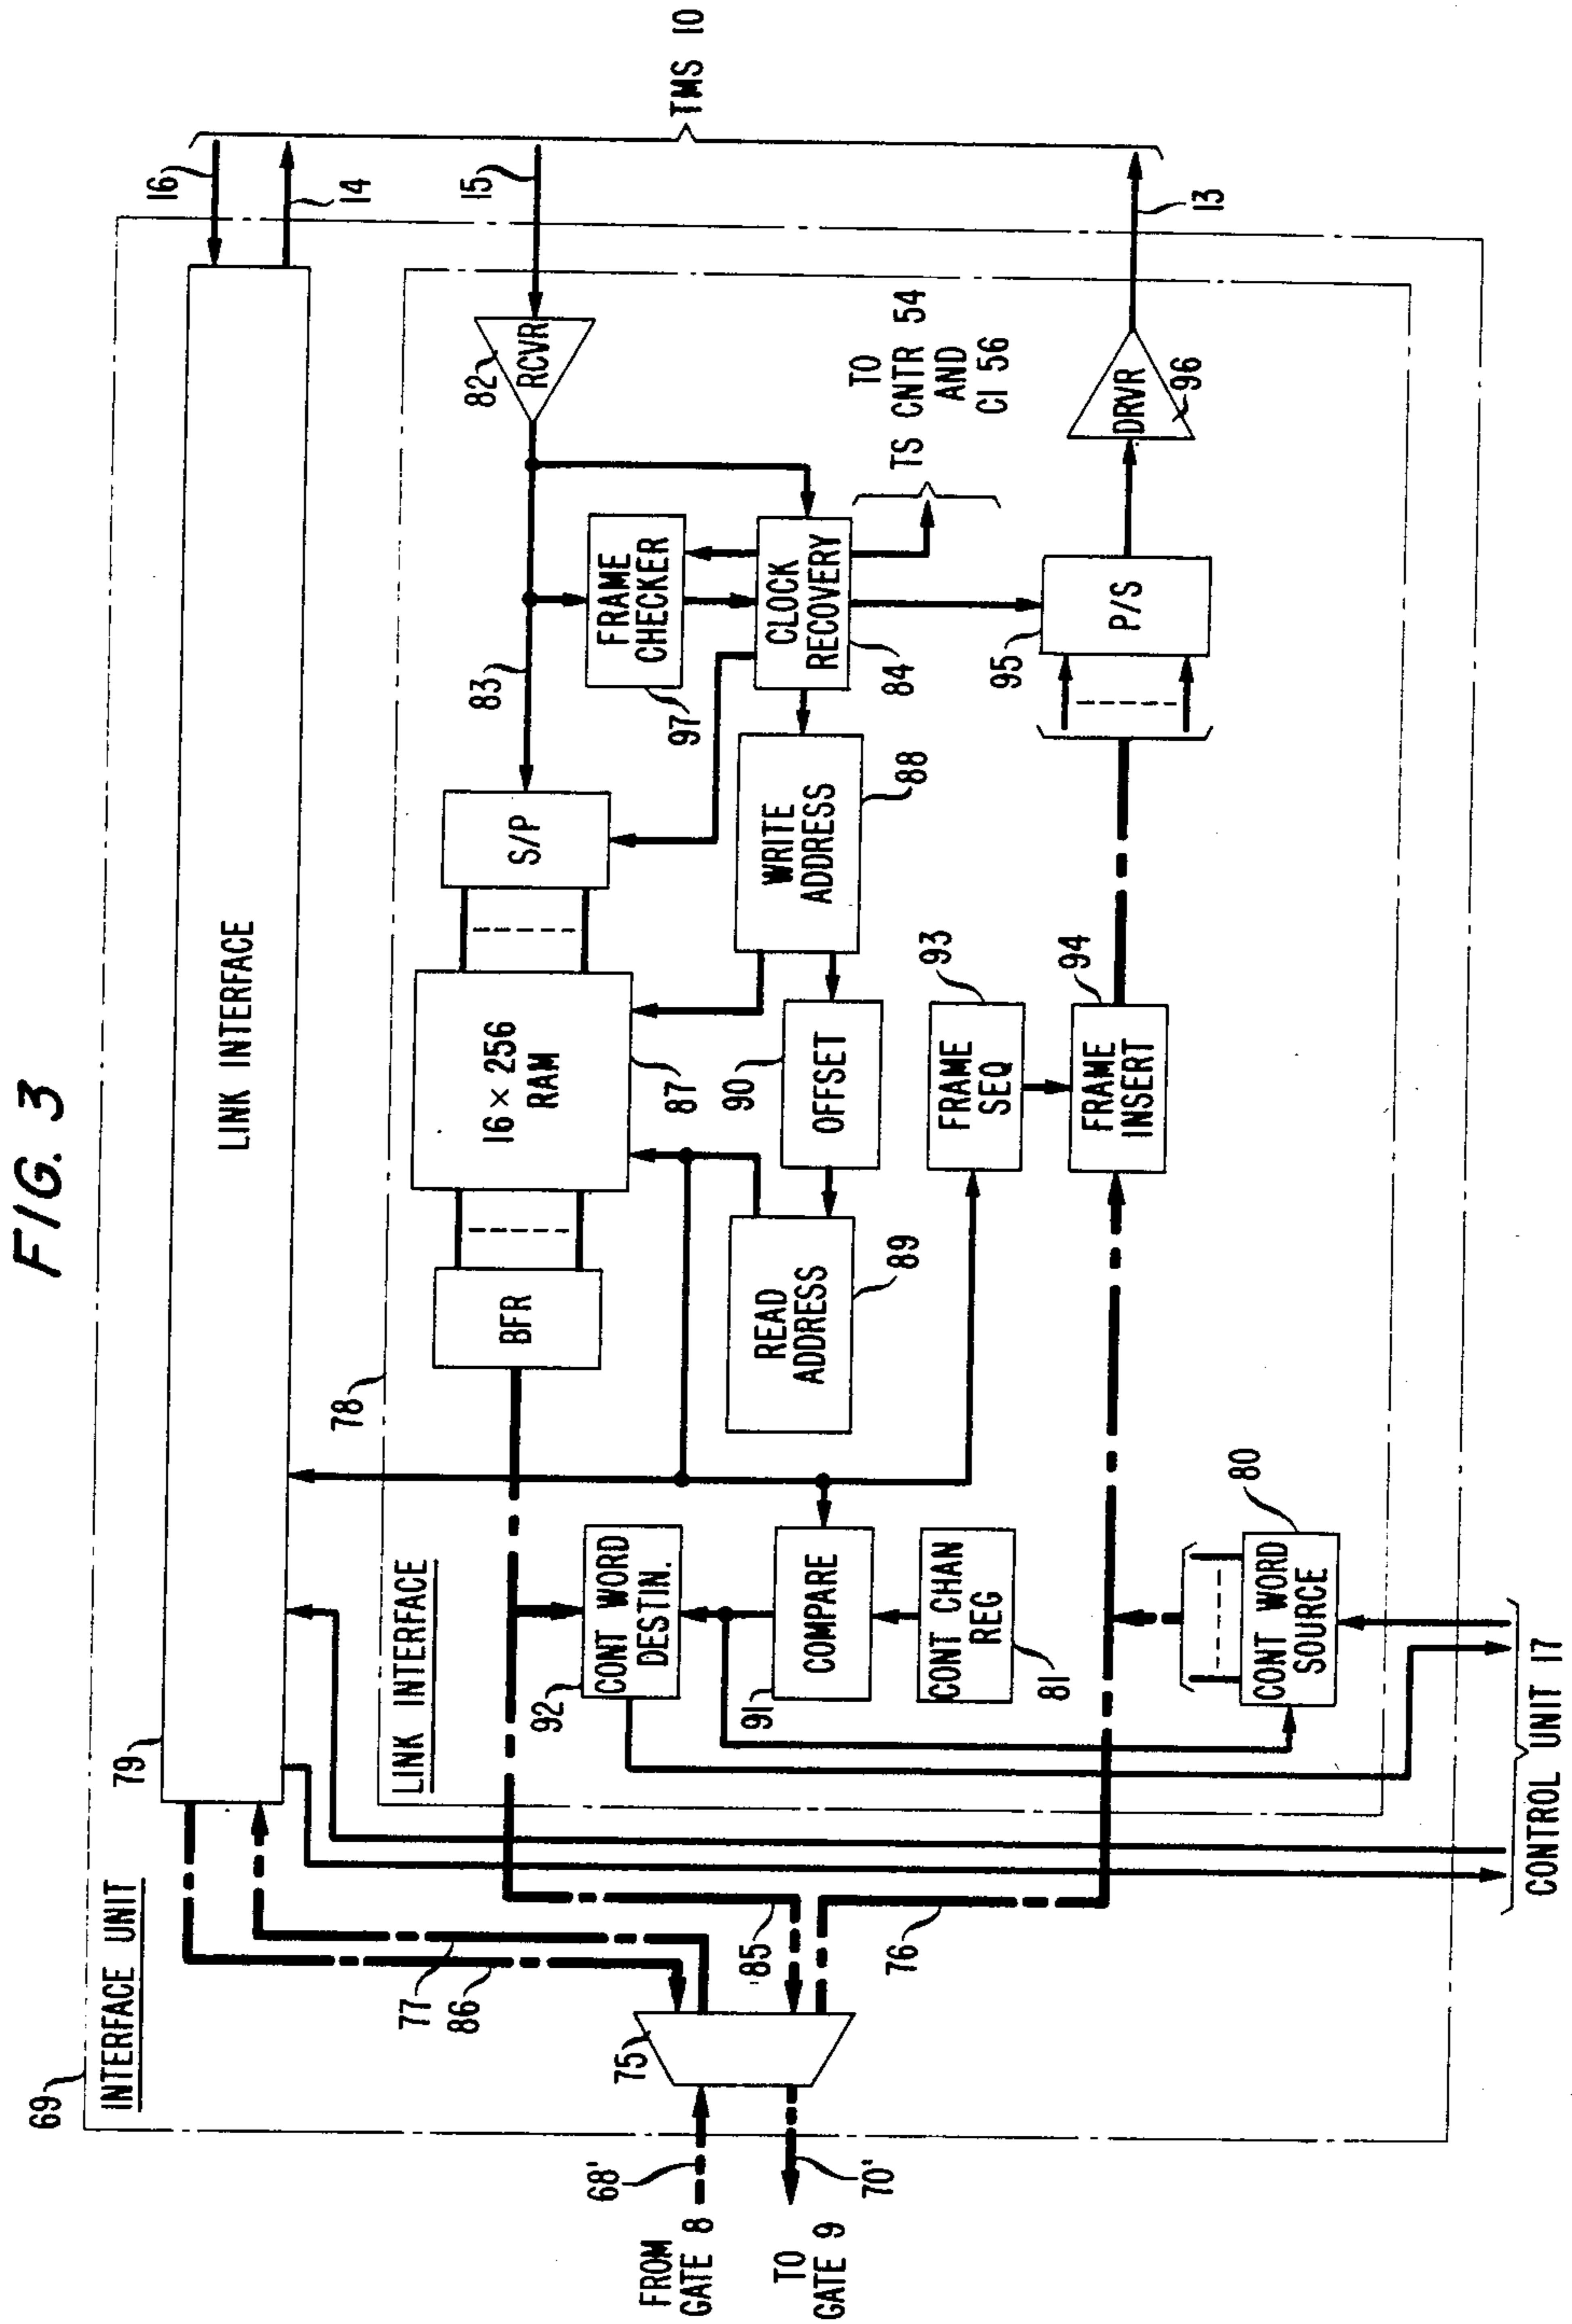 FIG. 3
69
INTERFACE UNIT
79
LINK INTERFACE
16
14
TMS 10
77
86
LINK INTERFACE
78
BFR
16 × 256
RAM
87
S/P
83
82
RCVR
15
92
CONT WORD
DESTIN.
FRAME
CHECKER
97
75
85
91
COMPARE
READ
ADDRESS
89
90
OFFSET
WRITE
ADDRESS
88
CLOCK
RECOVERY
84
TO
TS CNTR 54
AND
CI 56
FROM
GATE 8
68'
TO
GATE 9
70'
76
CONT CHAN
REG
81
FRAME
SEQ
93
FRAME
INSERT
94
95
P/S
DRVR
96
13
CONT WORD
SOURCE
80
CONTROL UNIT 17